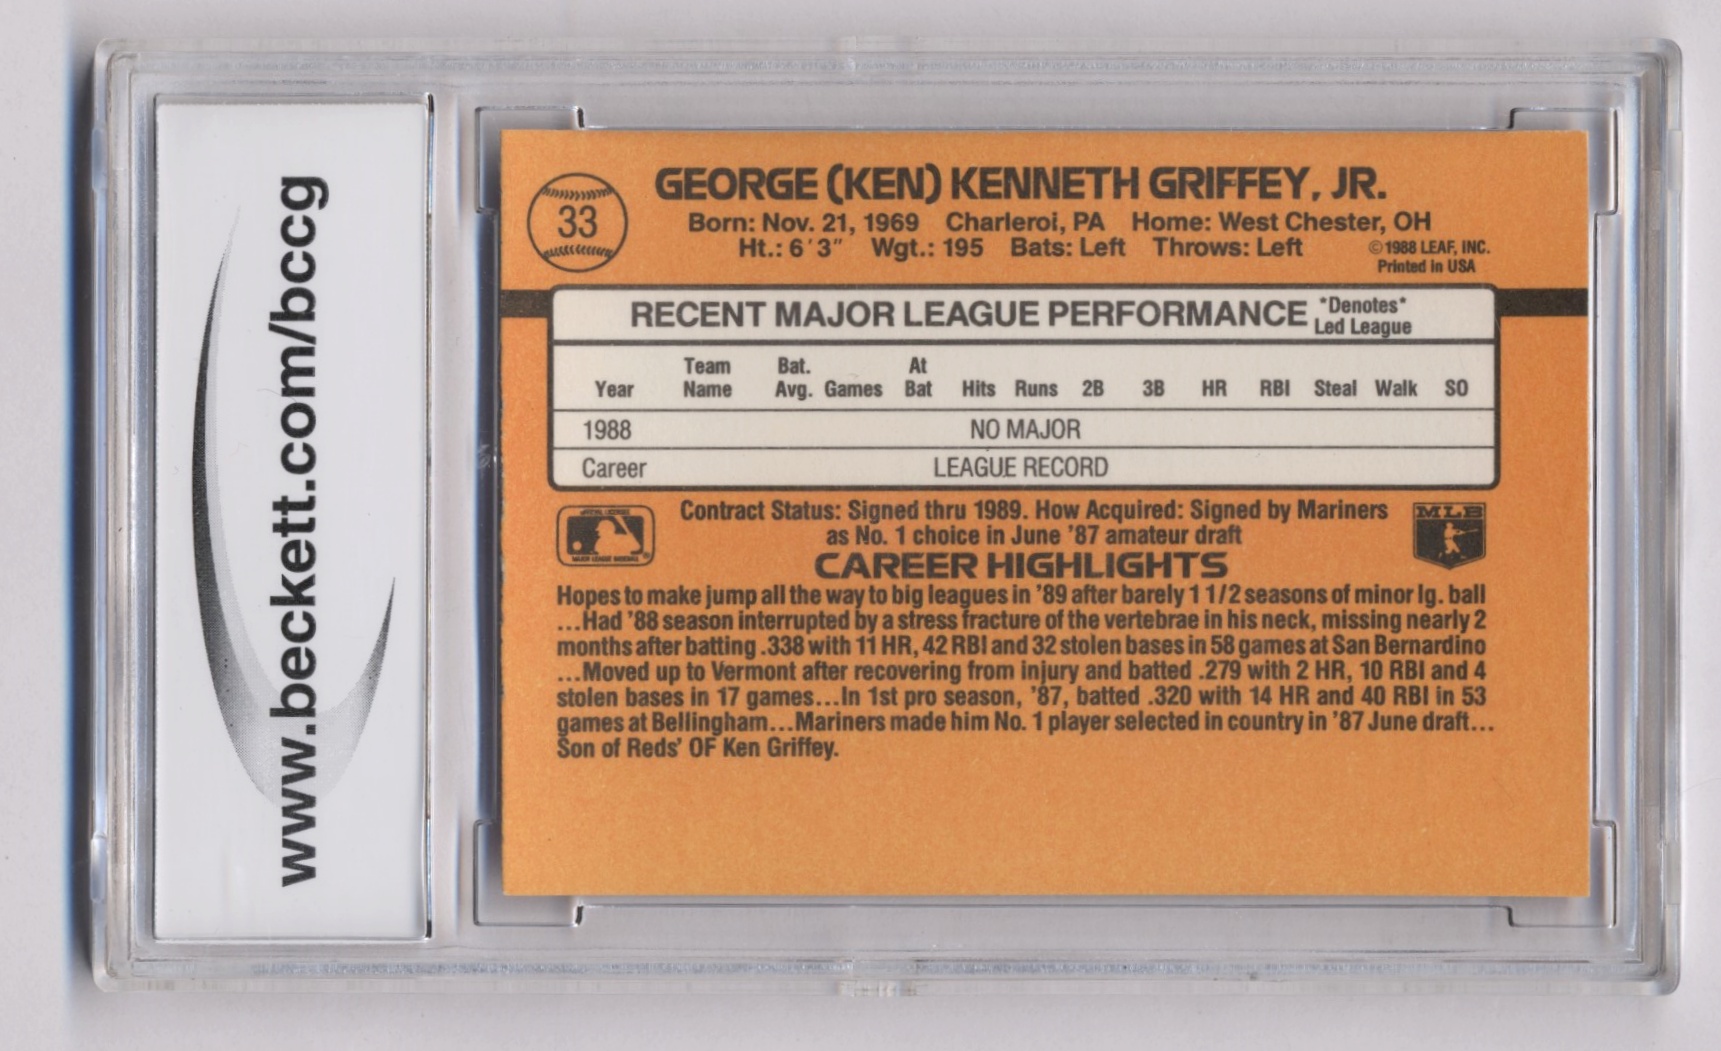 www.beckett.com/bccg
33
GEORGE (KEN) KENNETH GRIFFEY, JR.
Born: Nov. 21, 1969 Charleroi, PA Home: West Chester, OH
Ht.: 6'3" Wgt.: 195 Bats: Left Throws: Left
©1988 LEAF, INC.
Printed in USA
RECENT MAJOR LEAGUE PERFORMANCE *Denotes*
Led League
Year Team Name Bat. Avg. Games At Bat Hits Runs 2B 3B HR RBI Steal Walk SO
1988 NO MAJOR
Career LEAGUE RECORD
Contract Status: Signed thru 1989. How Acquired: Signed by Mariners
as No. 1 choice in June '87 amateur draft
OFFICIAL LICENSEE
MAJOR LEAGUE BASEBALL
MLB
CAREER HIGHLIGHTS
Hopes to make jump all the way to big leagues in '89 after barely 1 1/2 seasons of minor lg. ball
...Had '88 season interrupted by a stress fracture of the vertebrae in his neck, missing nearly 2
months after batting .338 with 11 HR, 42 RBI and 32 stolen bases in 58 games at San Bernardino
...Moved up to Vermont after recovering from injury and batted .279 with 2 HR, 10 RBI and 4
stolen bases in 17 games...In 1st pro season, '87, batted .320 with 14 HR and 40 RBI in 53
games at Bellingham...Mariners made him No. 1 player selected in country in '87 June draft...
Son of Reds' OF Ken Griffey.